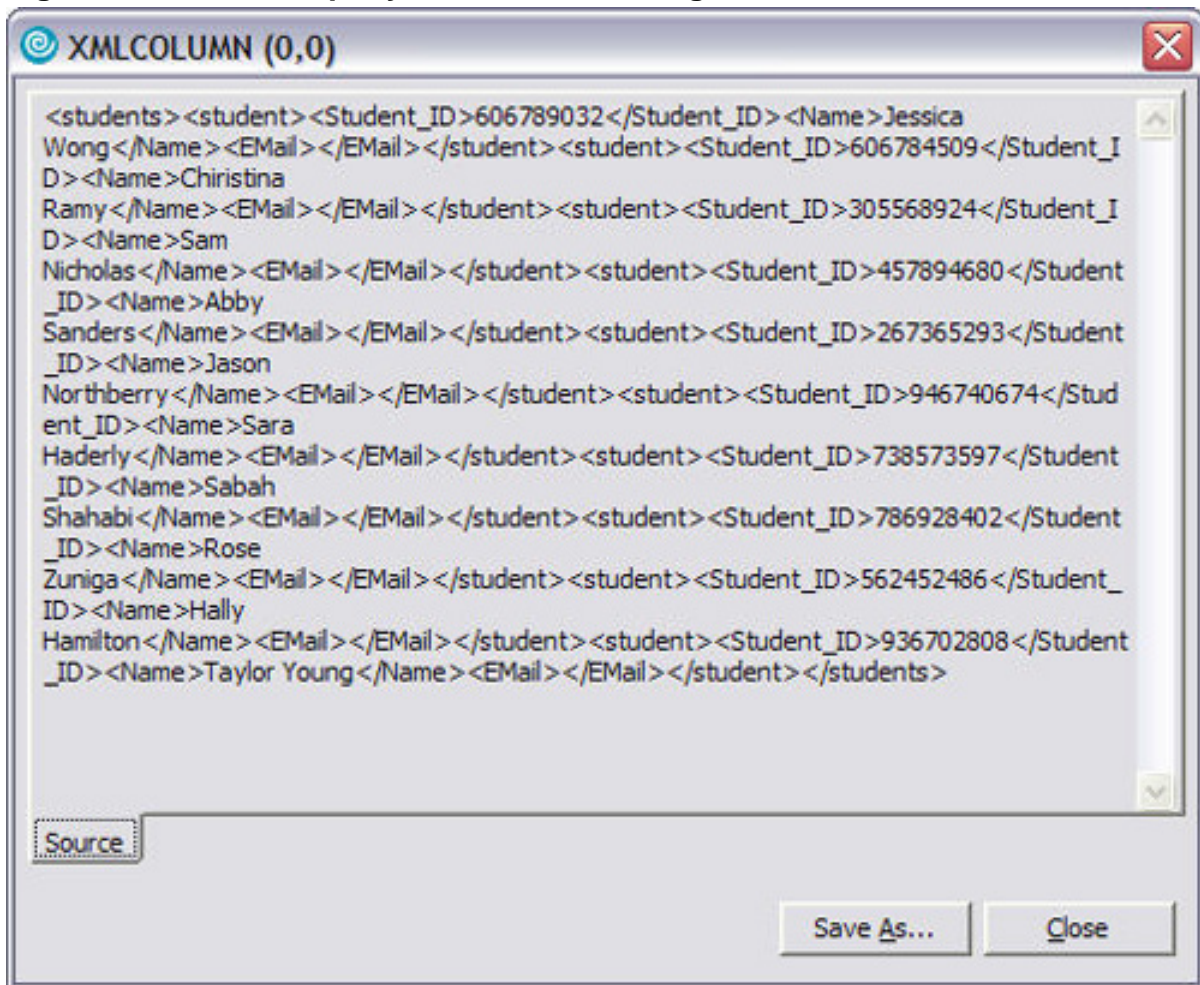 XMLCOLUMN (0,0)
<students><student><Student_ID>606789032</Student_ID><Name>Jessica
Wong</Name><EMail></EMail></student><student><Student_ID>606784509</Student_I
D><Name>Chiristina
Ramy</Name><EMail></EMail></student><student><Student_ID>305568924</Student_I
D><Name>Sam
Nicholas</Name><EMail></EMail></student><student><Student_ID>457894680</Student
_ID><Name>Abby
Sanders</Name><EMail></EMail></student><student><Student_ID>267365293</Student
_ID><Name>Jason
Northberry</Name><EMail></EMail></student><student><Student_ID>946740674</Stud
ent_ID><Name>Sara
Haderly</Name><EMail></EMail></student><student><Student_ID>738573597</Student
_ID><Name>Sabah
Shahabi</Name><EMail></EMail></student><student><Student_ID>786928402</Student
_ID><Name>Rose
Zuniga</Name><EMail></EMail></student><student><Student_ID>562452486</Student_
ID><Name>Hally
Hamilton</Name><EMail></EMail></student><student><Student_ID>936702808</Student
_ID><Name>Taylor Young</Name><EMail></EMail></student></students>
Source
Save As...
Close